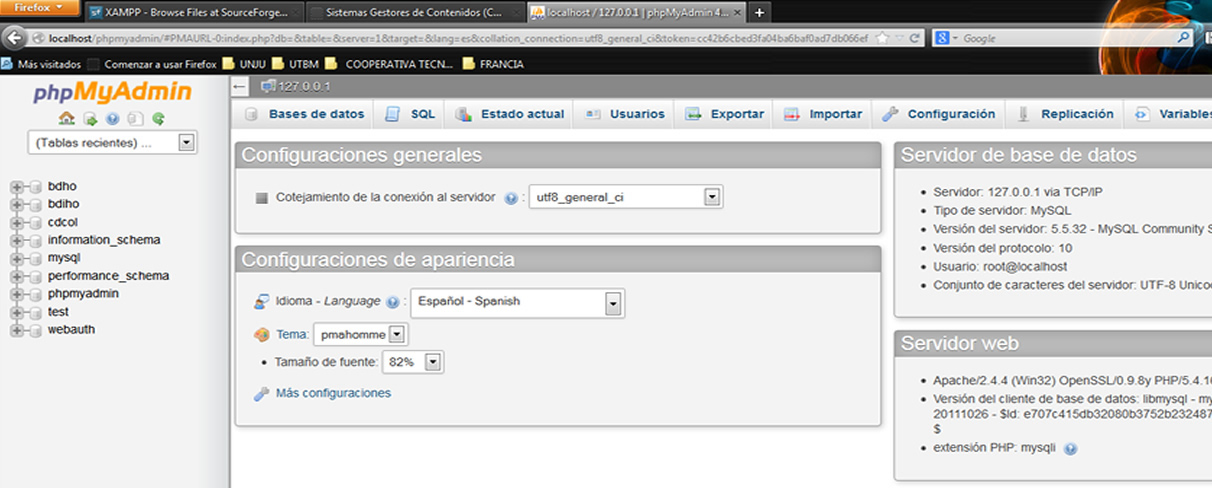 Firefox
XAMPP - Browse Files at SourceForge...
Sistemas Gestores de Contenidos (C...
localhost / 127.0.0.1 | phpMyAdmin 4...
localhost/phpmyadmin/#PMAURL-0:index.php?db=&table=&server=1&target=&lang=es&collation_connection=utf8_general_ci&token=cc42b6cbed3fa04ba6baf0ad7db066ef
Google
Más visitados
Comenzar a usar Firefox
UNJU
UTBM
COOPERATIVA TECN...
FRANCIA
phpMyAdmin
(Tablas recientes) ...
bdho
bdiho
cdcol
information_schema
mysql
performance_schema
phpmyadmin
test
webauth
127.0.0.1
Bases de datos
SQL
Estado actual
Usuarios
Exportar
Importar
Configuración
Replicación
Variables
Configuraciones generales
Cotejamiento de la conexión al servidor : utf8_general_ci
Configuraciones de apariencia
Idioma - Language : Español - Spanish
Tema: pmahomme
• Tamaño de fuente: 82%
Más configuraciones
Servidor de base de datos
• Servidor: 127.0.0.1 via TCP/IP
• Tipo de servidor: MySQL
• Versión del servidor: 5.5.32 - MySQL Community S
• Versión del protocolo: 10
• Usuario: root@localhost
• Conjunto de caracteres del servidor: UTF-8 Unico
Servidor web
• Apache/2.4.4 (Win32) OpenSSL/0.9.8y PHP/5.4.16
• Versión del cliente de base de datos: libmysql - my
20111026 - $Id: e707c415db32080b3752b232487
$
• extensión PHP: mysqli